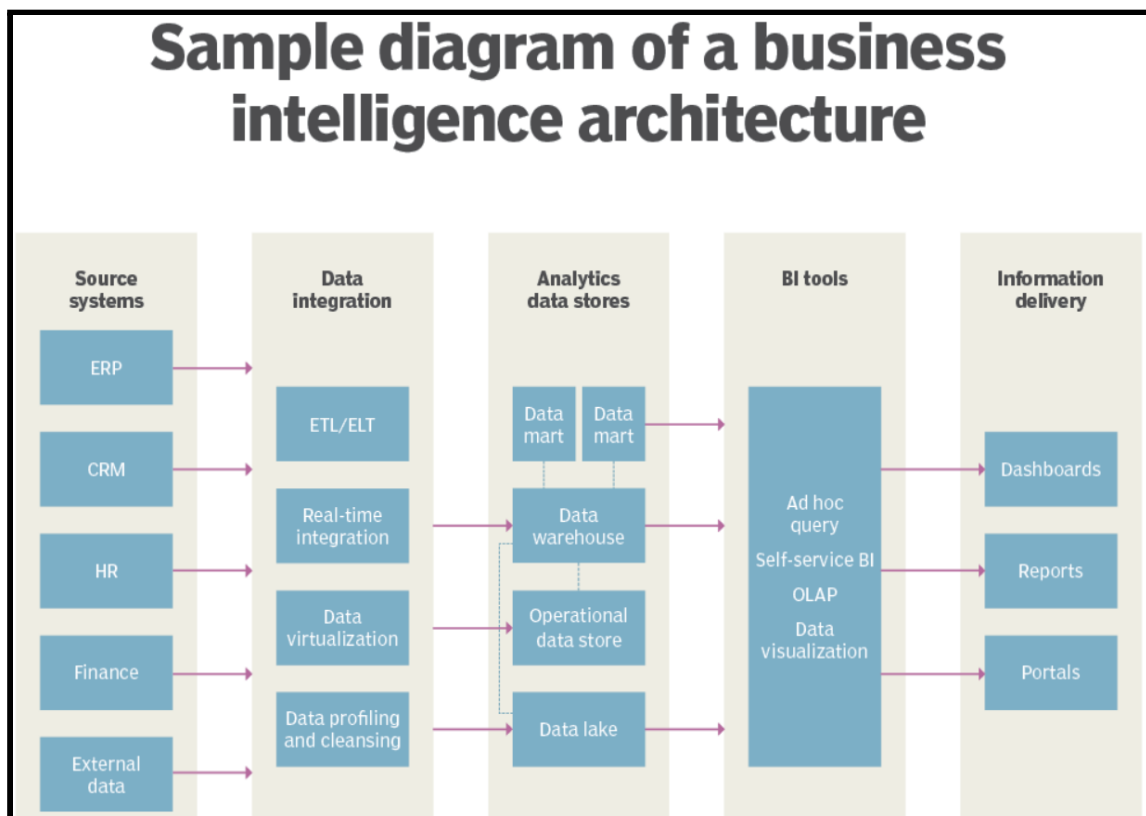 Sample diagram of a business
intelligence architecture
Source
systems
ERP
CRM
HR
Finance
External
data
Data
integration
ETL/ELT
Real-time
integration
Data
virtualization
Data profiling
and cleansing
Analytics
data stores
Data
mart
Data
mart
Data
warehouse
Operational
data store
Data lake
BI tools
Ad hoc
query
Self-service BI
OLAP
Data
visualization
Information
delivery
Dashboards
Reports
Portals